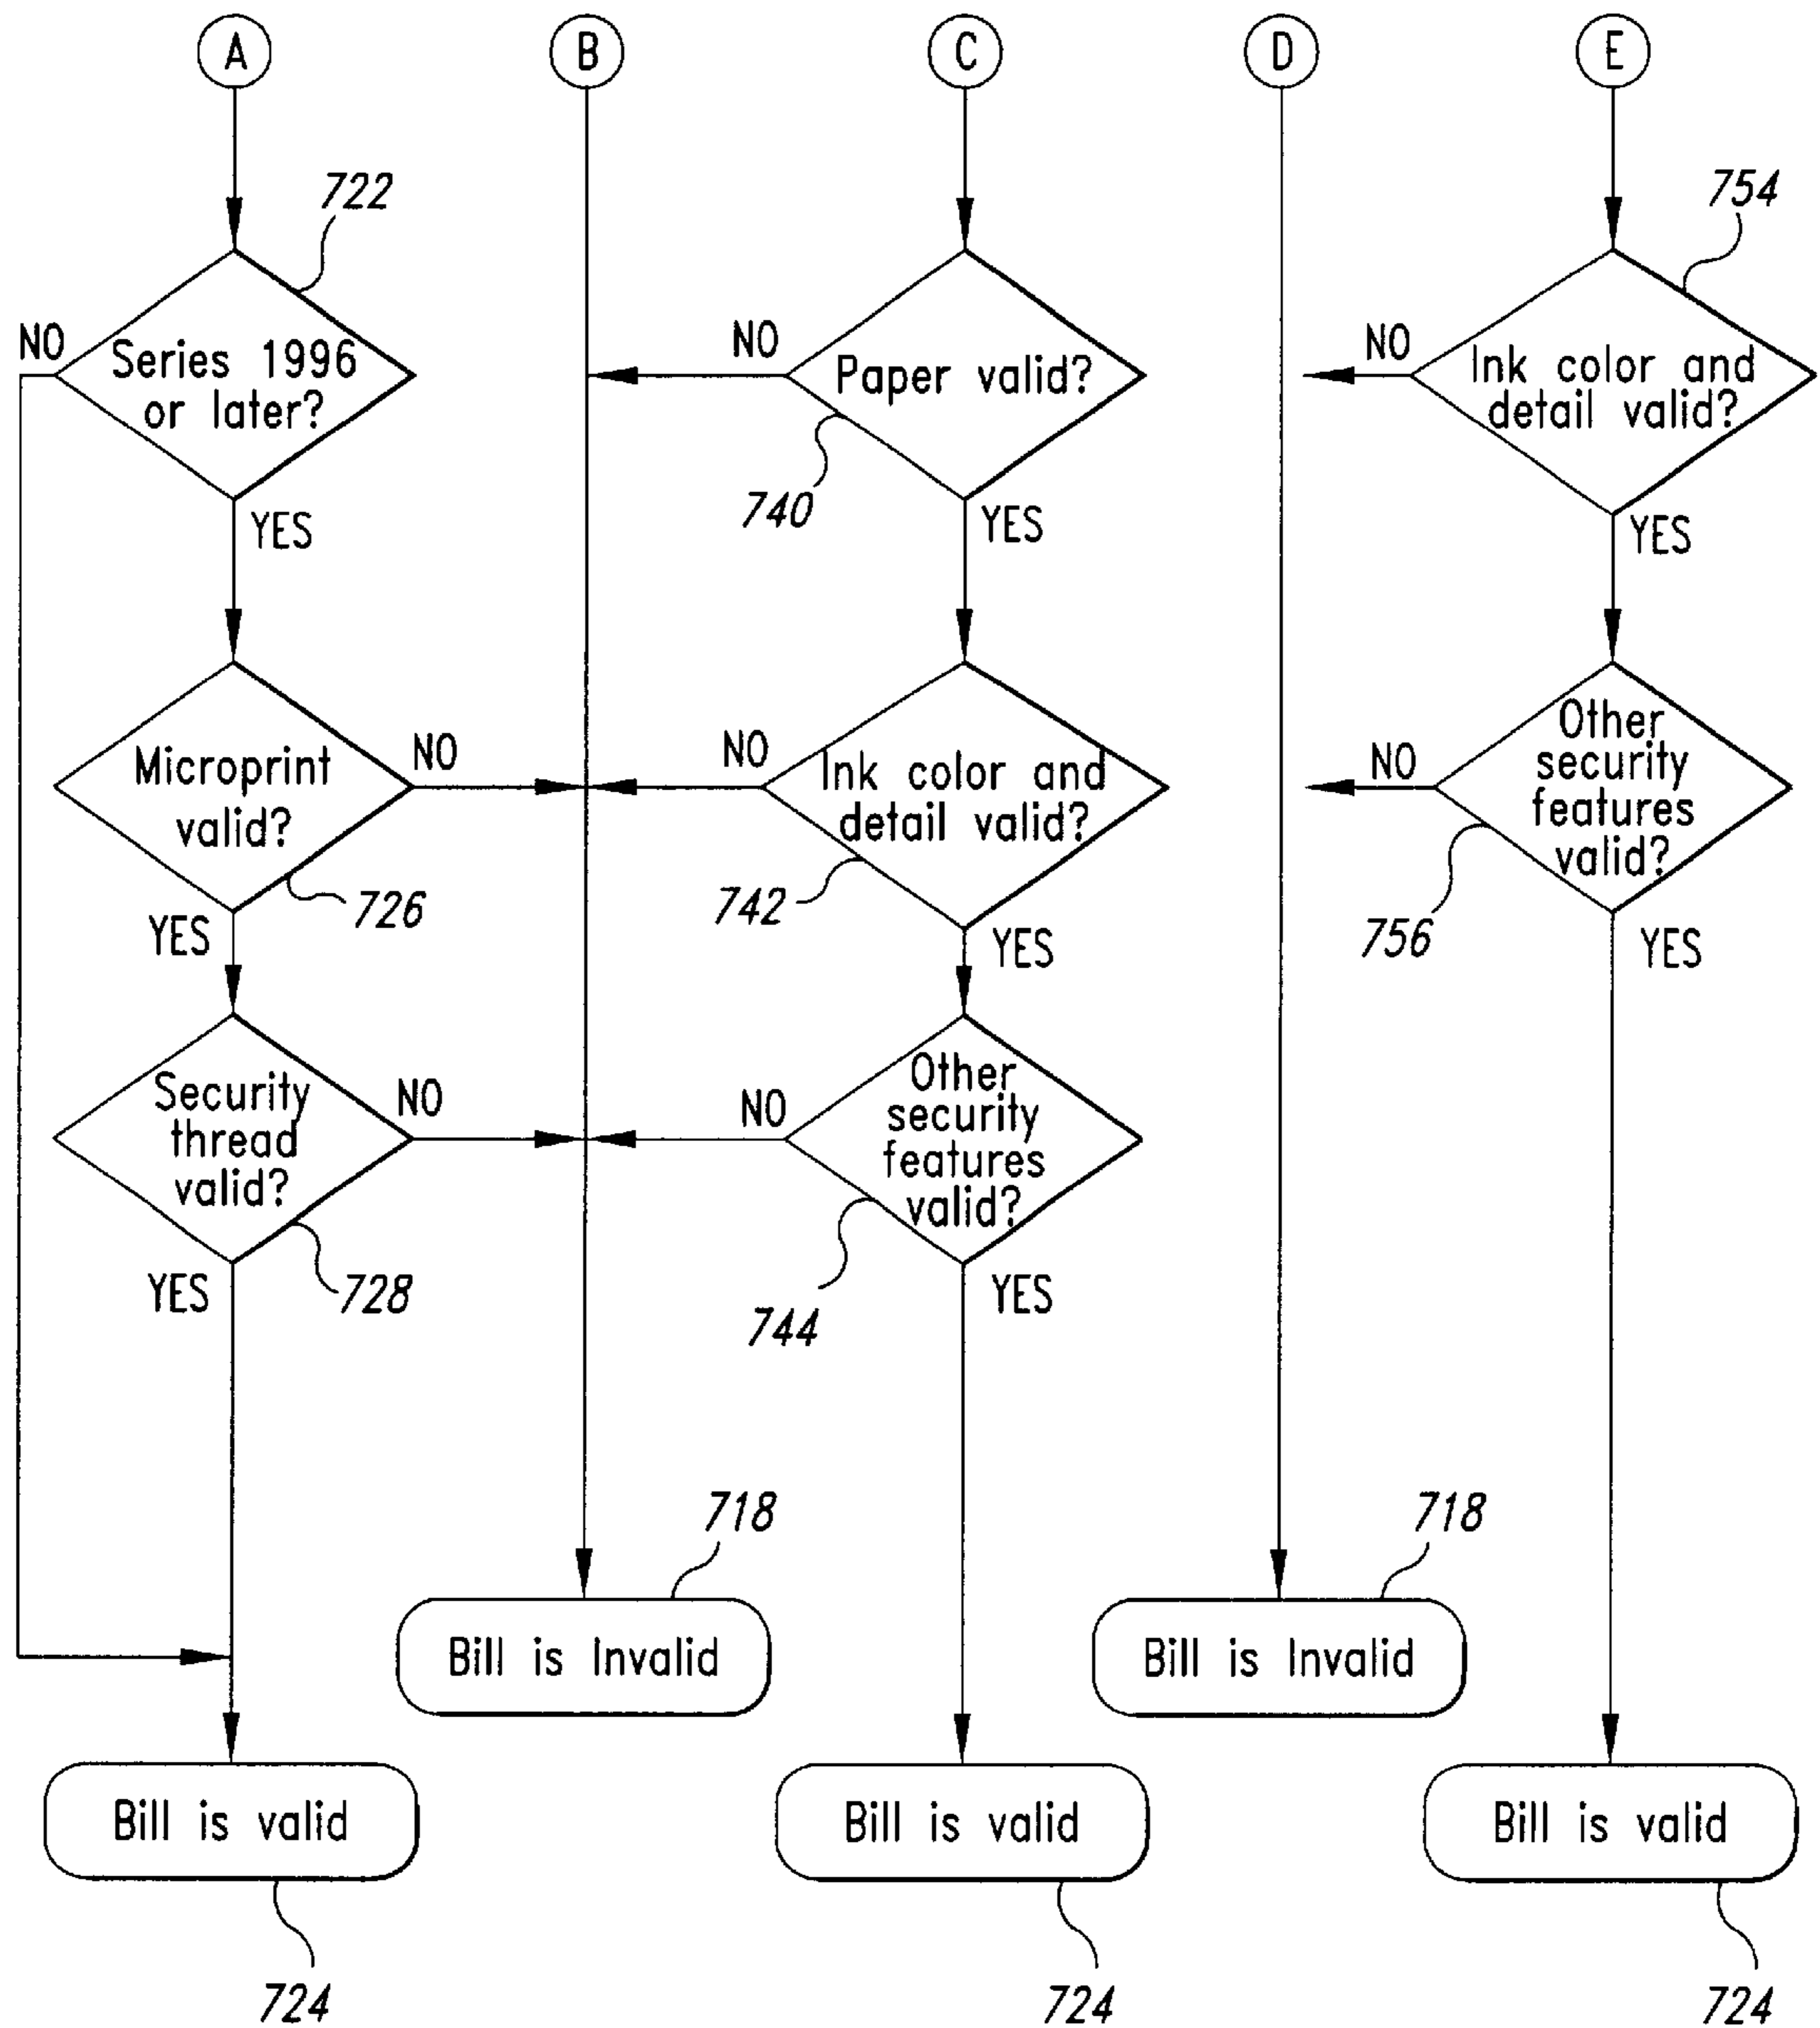 A
B
C
D
E
722
754
NO
Series 1996
or later?
YES
NO
Paper valid?
740
YES
NO
Ink color and
detail valid?
YES
Microprint
valid?
NO
726
YES
NO
Ink color and
detail valid?
742
YES
NO
Other
security
features
valid?
756
YES
Security
thread
valid?
NO
728
YES
NO
Other
security
features
valid?
744
YES
718
Bill is Invalid
718
Bill is Invalid
Bill is valid
724
Bill is valid
724
Bill is valid
724